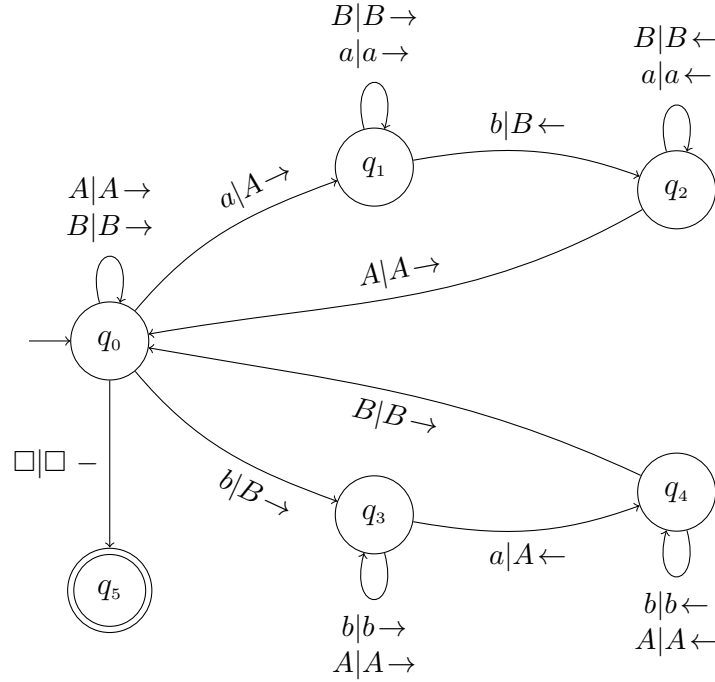 B|B→
a|a→
B|B←
a|a←
b|B←
q₁
q₂
a|A→
A|A→
B|B→
A|A→
q₀
B|B→
□|□ −
b|B→
q₃
q₄
a|A←
q₅
b|b→
A|A→
b|b←
A|A←